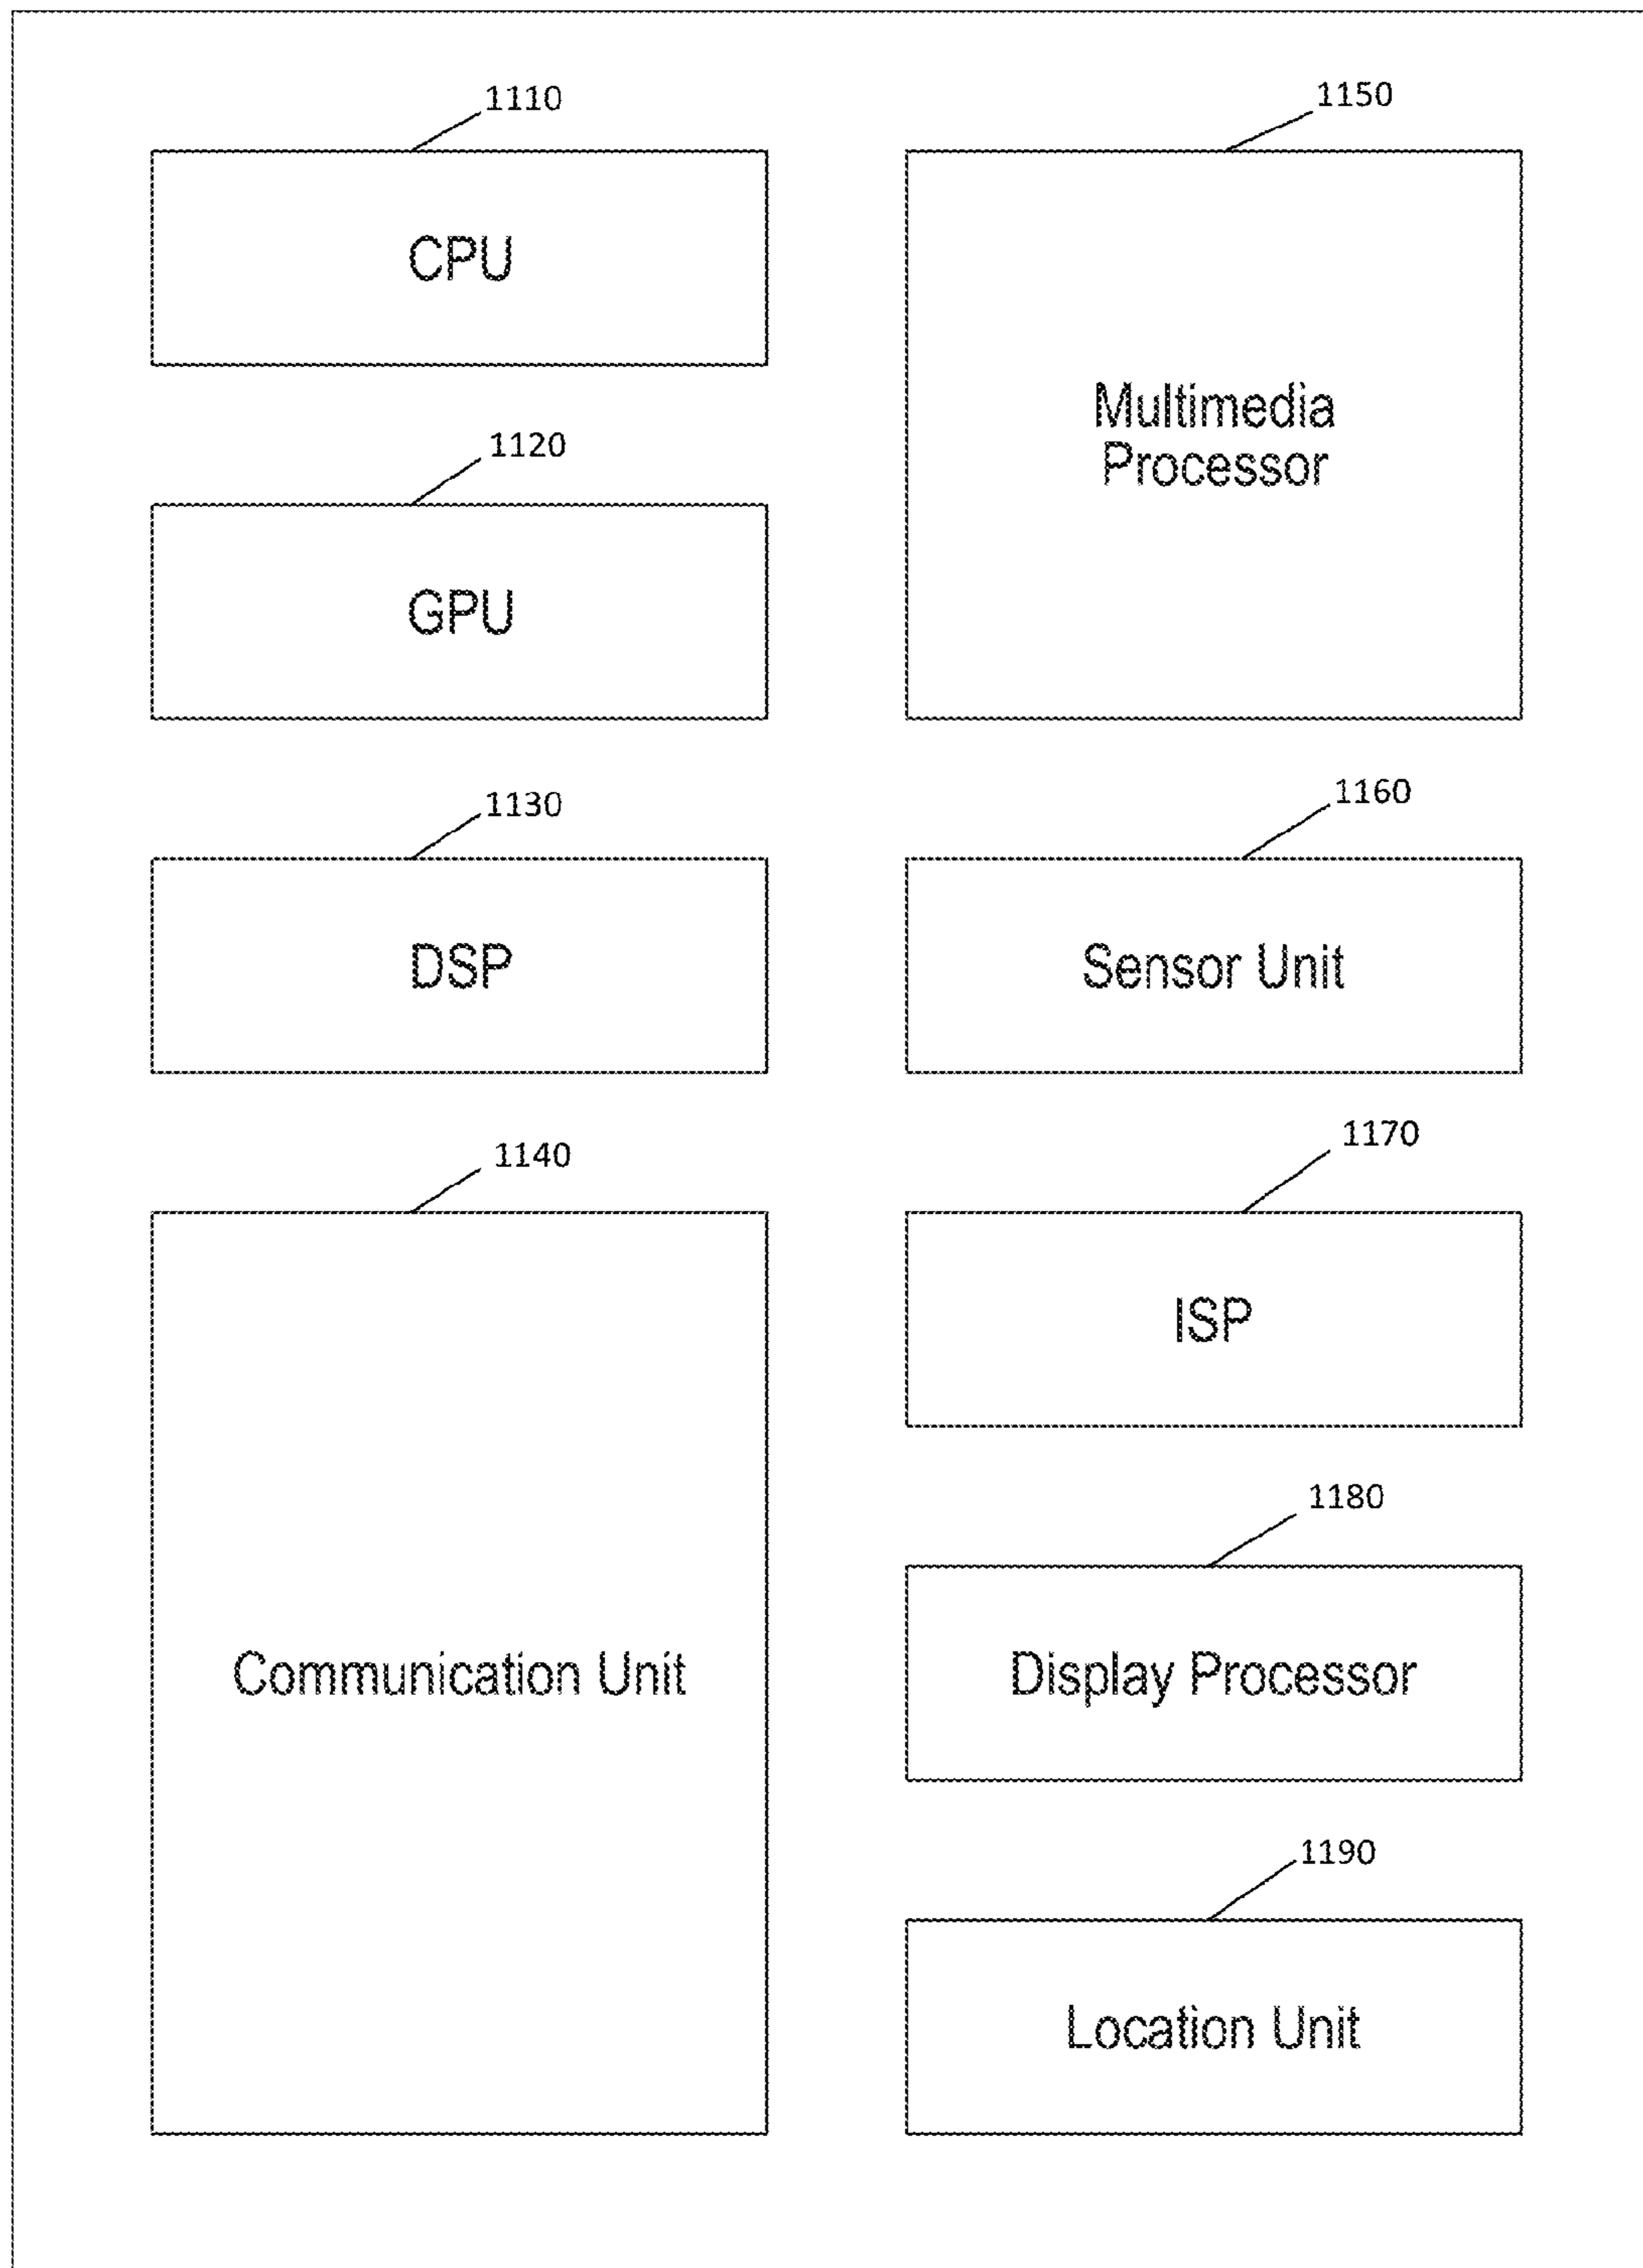 1110
CPU
1120
GPU
1130
DSP
1140
Communication Unit
1150
Multimedia
Processor
1160
Sensor Unit
1170
ISP
1180
Display Processor
1190
Location Unit